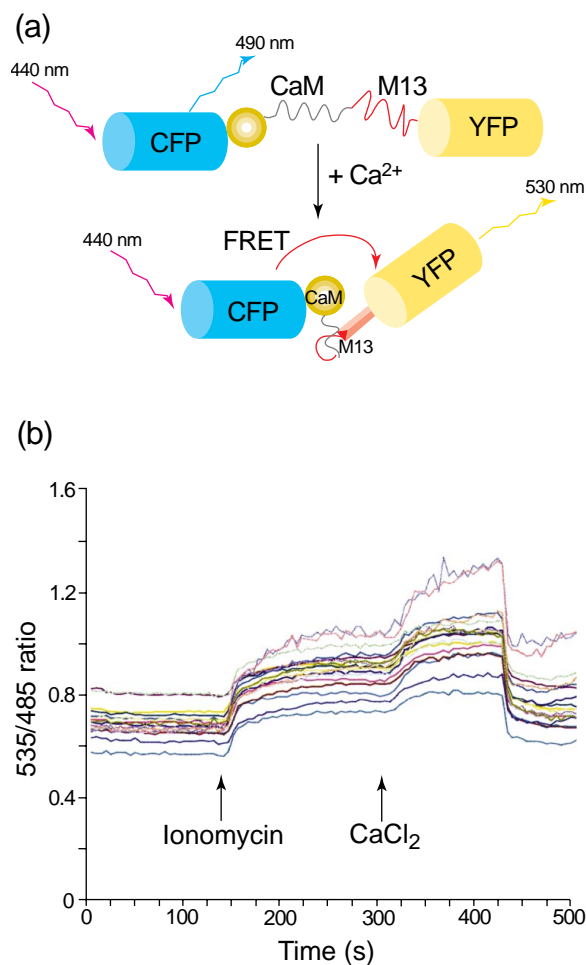 (a)
490 nm
440 nm
CaM
M13
CFP
YFP
+ Ca²⁺
530 nm
FRET
440 nm
YFP
CaM
CFP
M13
(b)
1.6
1.2
0.8
0.4
0
535/485 ratio
Ionomycin
CaCl₂
0
100
200
300
400
500
Time (s)